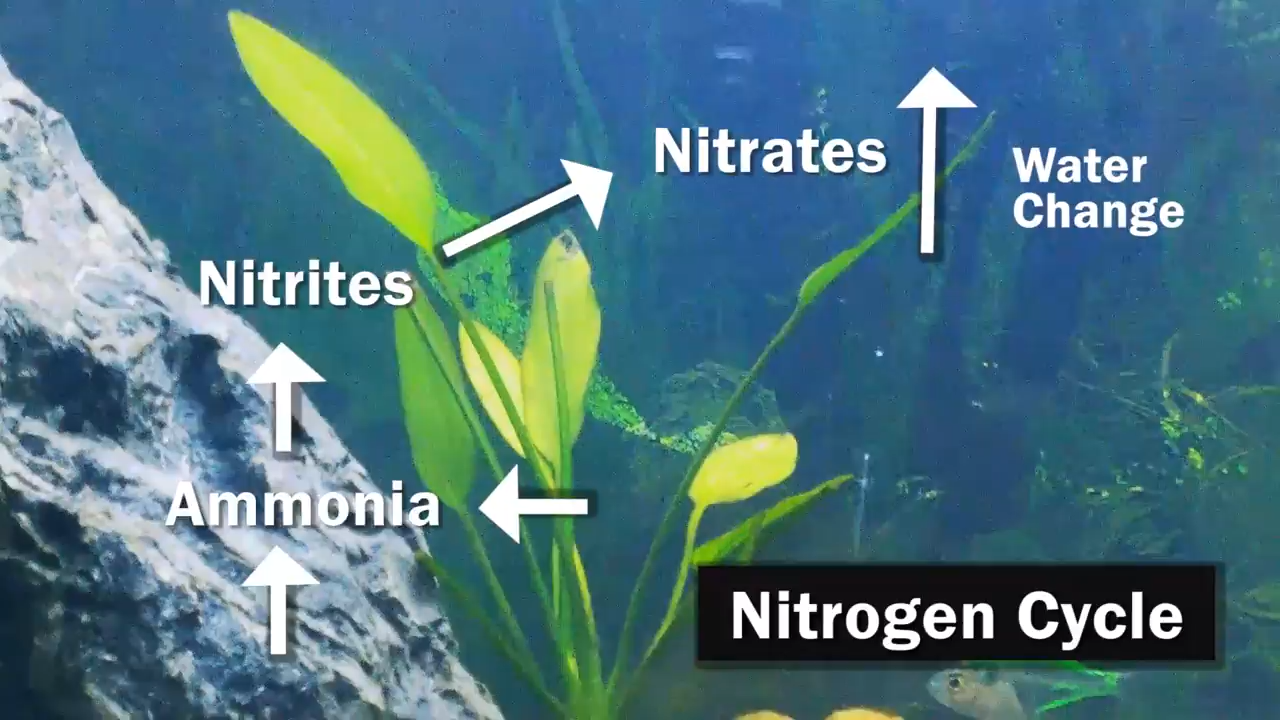 Nitrates
Water
Change
Nitrites
Ammonia
Nitrogen Cycle